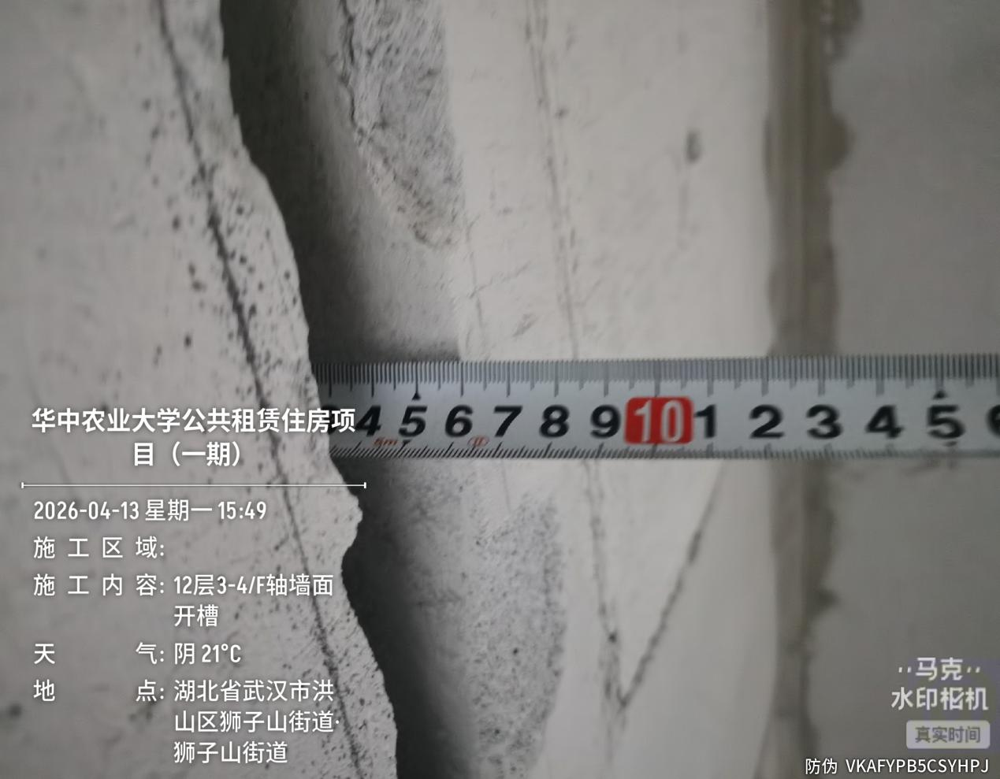 4 5 6 7 8 9 10 1 2 3 4 5
5m
华中农业大学公共租赁住房项
目（一期）
2026-04-13 星期一 15:49
施工区域:
施工内容: 12层3-4/F轴墙面
开槽
天气: 阴 21°C
地点: 湖北省武汉市洪
山区狮子山街道·
狮子山街道
马克
水印相机
真实时间
防伪 VKAFYPB5CSYHPJ